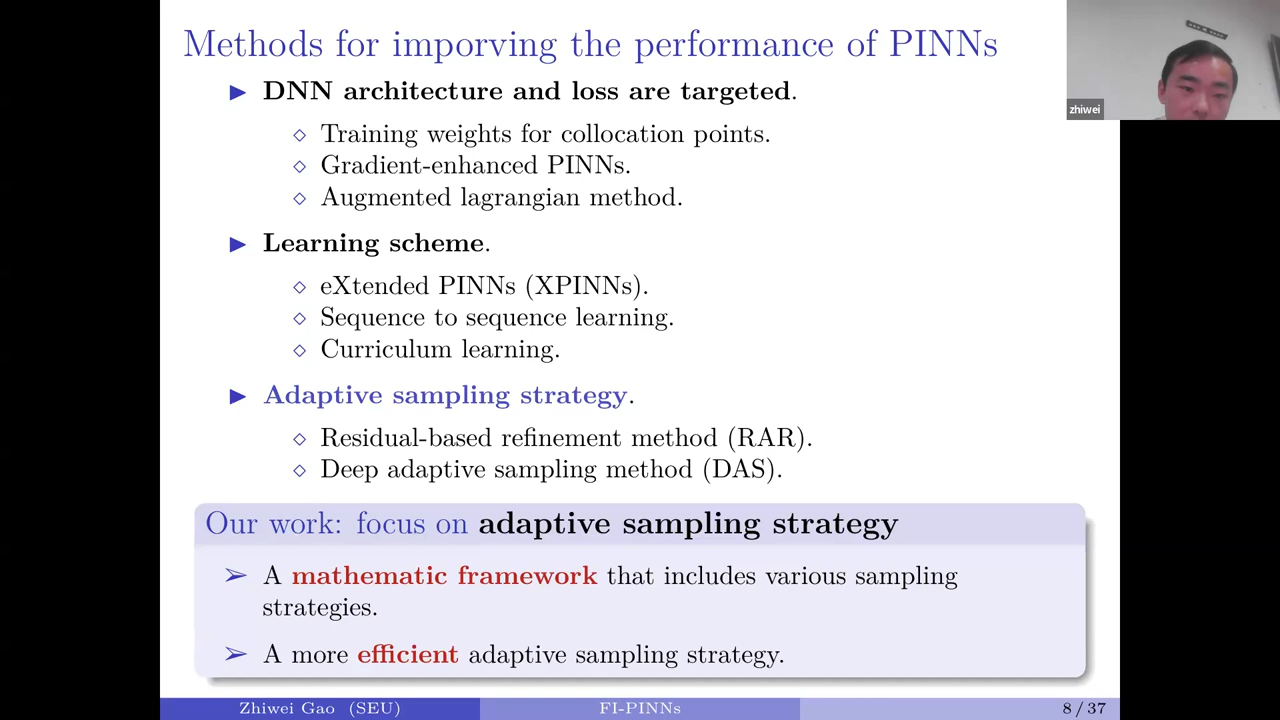 Methods for imporving the performance of PINNs
DNN architecture and loss are targeted.
Training weights for collocation points.
Gradient-enhanced PINNs.
Augmented lagrangian method.
Learning scheme.
eXtended PINNs (XPINNs).
Sequence to sequence learning.
Curriculum learning.
Adaptive sampling strategy.
Residual-based refinement method (RAR).
Deep adaptive sampling method (DAS).
Our work: focus on adaptive sampling strategy
A mathematic framework that includes various sampling
strategies.
A more efficient adaptive sampling strategy.
Zhiwei Gao (SEU) FI-PINNs 8 / 37
zhiwei